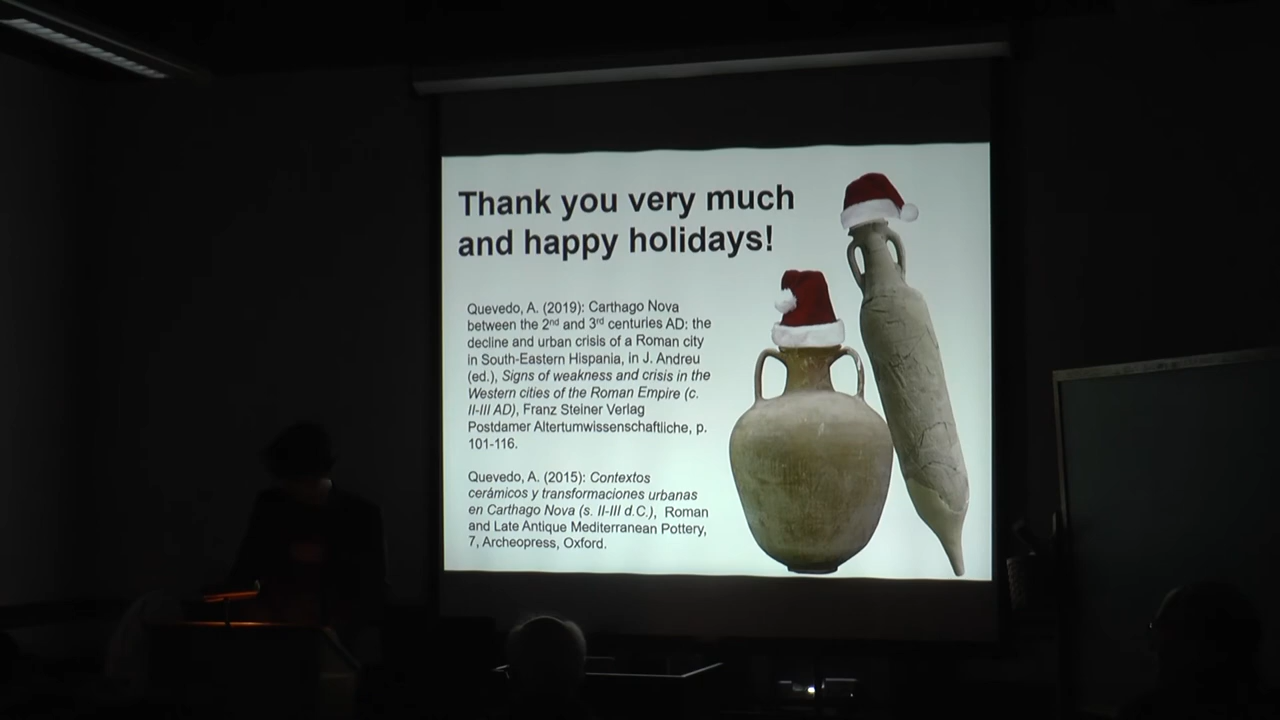 Thank you very much
and happy holidays!
Quevedo, A. (2019): Carthago Nova
between the 2nd and 3rd centuries AD: the
decline and urban crisis of a Roman city
in South-Eastern Hispania, in J. Andreu
(ed.), Signs of weakness and crisis in the
Western cities of the Roman Empire (c.
II-III AD), Franz Steiner Verlag
Postdamer Altertumwissenschaftliche, p.
101-116.
Quevedo, A. (2015): Contextos
cerámicos y transformaciones urbanas
en Carthago Nova (s. II-III d.C.), Roman
and Late Antique Mediterranean Pottery,
7, Archeopress, Oxford.